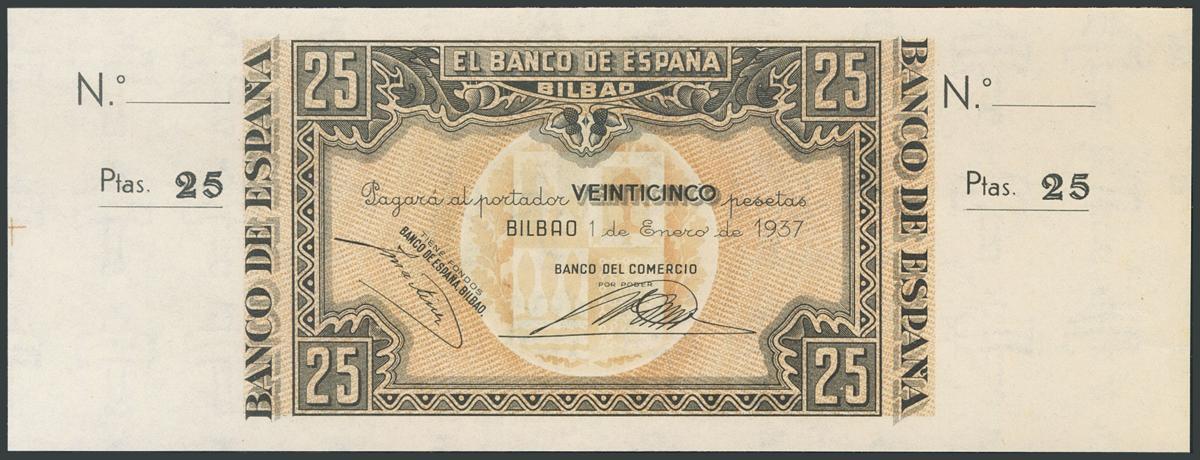 N.º
Ptas. 25
BANCO DE ESPAÑA
25
EL BANCO DE ESPAÑA
BILBAO
25
Pagará al portador VEINTICINCO pesetas
BILBAO 1 de Enero de 1937
TIENE FONDOS
BANCO DE ESPAÑA, BILBAO.
BANCO DEL COMERCIO
POR PODER
25
25
BANCO DE ESPAÑA
N.º
Ptas. 25